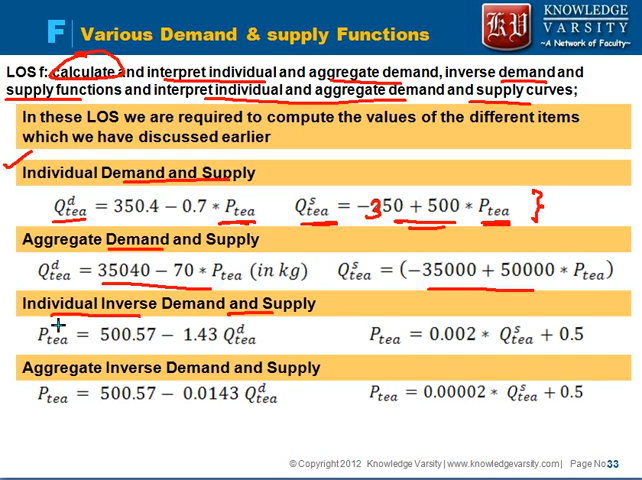 F Various Demand & supply Functions
KU KNOWLEDGE
VARSITY
~A Network of Faculty~
LOS f: calculate and interpret individual and aggregate demand, inverse demand and
supply functions and interpret individual and aggregate demand and supply curves;
In these LOS we are required to compute the values of the different items
which we have discussed earlier
Individual Demand and Supply
Q^d_tea = 350.4 − 0.7 * P_tea Q^s_tea = −350 + 500 * P_tea }
Aggregate Demand and Supply
Q^d_tea = 35040 − 70 * P_tea (in kg) Q^s_tea = (−35000 + 50000 * P_tea)
Individual Inverse Demand and Supply
P_tea = 500.57 − 1.43 Q^d_tea P_tea = 0.002 * Q^s_tea + 0.5
Aggregate Inverse Demand and Supply
P_tea = 500.57 − 0.0143 Q^d_tea P_tea = 0.00002 * Q^s_tea + 0.5
© Copyright 2012 Knowledge Varsity | www.knowledgevarsity.com | Page No 33